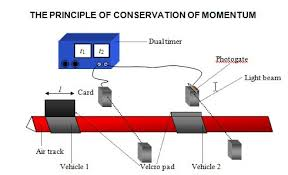 THE PRINCIPLE OF CONSERVATION OF MOMENTUM
Dual timer
t1 t2
Photogate
Light beam
l
Card
Air track
Vehicle 1
Velcro pad
Vehicle 2